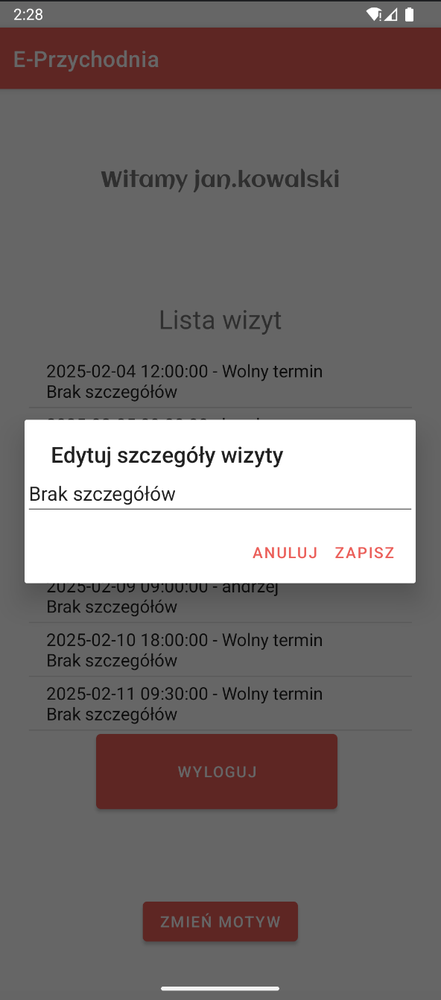 2:28
E-Przychodnia
Witamy jan.kowalski
Lista wizyt
2025-02-04 12:00:00 - Wolny termin
Brak szczegółów
Edytuj szczegóły wizyty
Brak szczegółów
ANULUJ ZAPISZ
2025-02-09 09:00:00 - andrzej
Brak szczegółów
2025-02-10 18:00:00 - Wolny termin
Brak szczegółów
2025-02-11 09:30:00 - Wolny termin
Brak szczegółów
WYLOGUJ
ZMIEŃ MOTYW